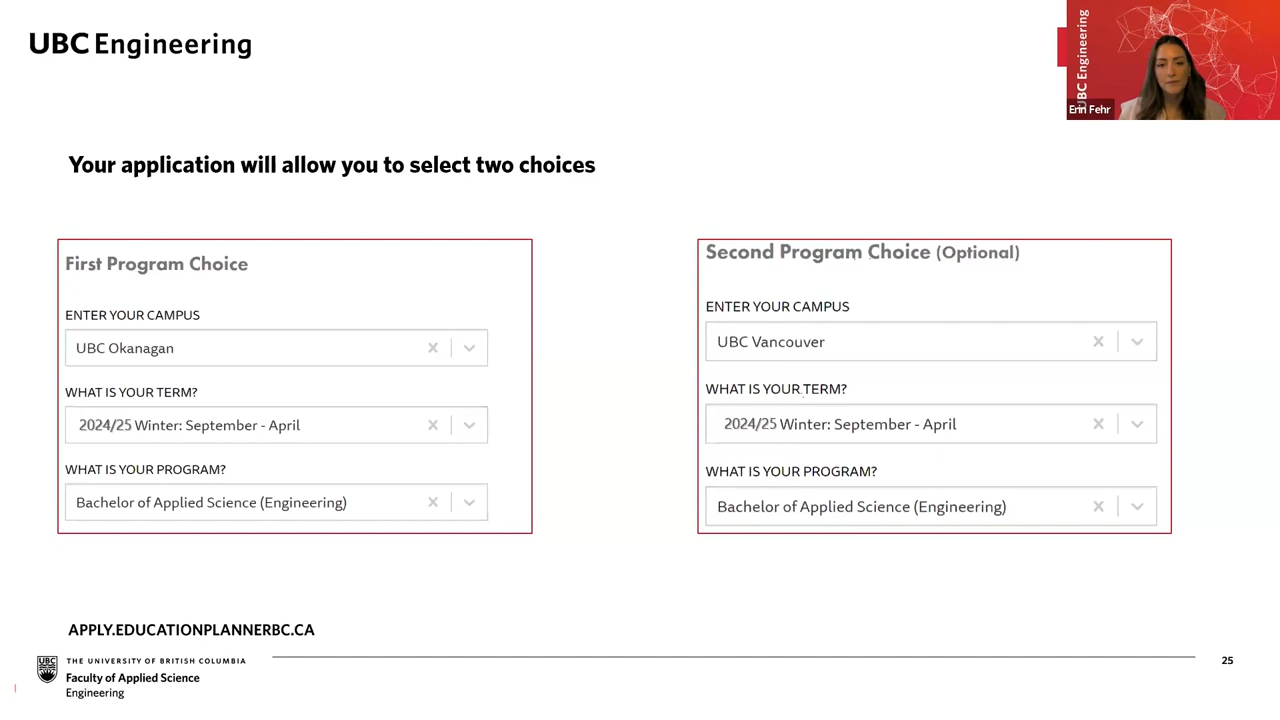 UBC Engineering
UBC Engineering
Erin Fehr
Your application will allow you to select two choices
First Program Choice
ENTER YOUR CAMPUS
UBC Okanagan
WHAT IS YOUR TERM?
2024/25 Winter: September - April
WHAT IS YOUR PROGRAM?
Bachelor of Applied Science (Engineering)
Second Program Choice (Optional)
ENTER YOUR CAMPUS
UBC Vancouver
WHAT IS YOUR TERM?
2024/25 Winter: September - April
WHAT IS YOUR PROGRAM?
Bachelor of Applied Science (Engineering)
APPLY.EDUCATIONPLANNERBC.CA
UBC
THE UNIVERSITY OF BRITISH COLUMBIA
Faculty of Applied Science
Engineering
25